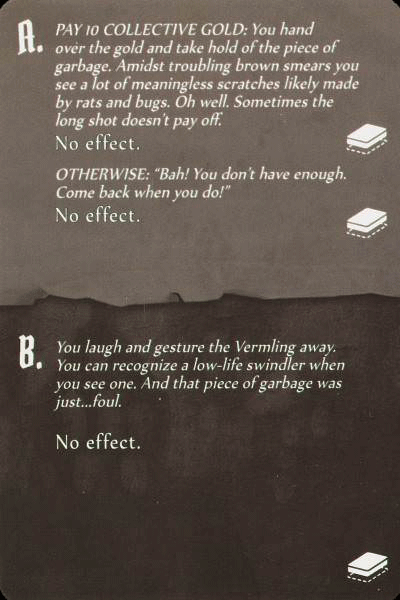 A. PAY 10 COLLECTIVE GOLD: You hand
over the gold and take hold of the piece of
garbage. Amidst troubling brown smears you
see a lot of meaningless scratches likely made
by rats and bugs. Oh well. Sometimes the
long shot doesn't pay off.
No effect.
OTHERWISE: “Bah! You don't have enough.
Come back when you do!”
No effect.
B. You laugh and gesture the Vermling away.
You can recognize a low-life swindler when
you see one. And that piece of garbage was
just...foul.
No effect.